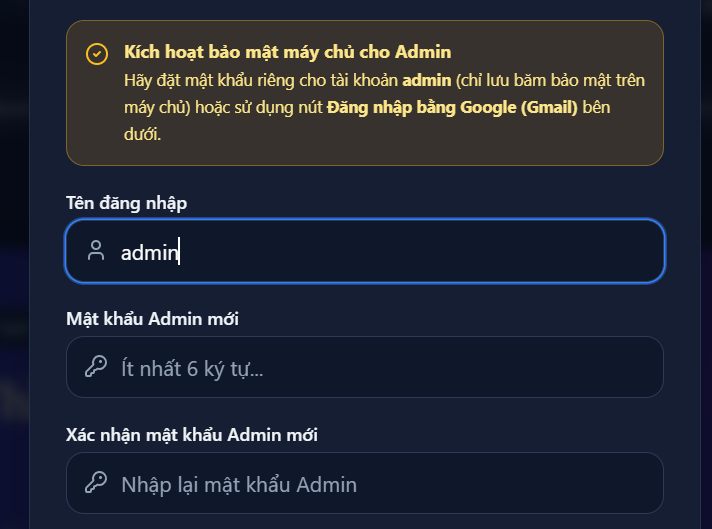 Kích hoạt bảo mật máy chủ cho Admin
Hãy đặt mật khẩu riêng cho tài khoản admin (chỉ lưu băm bảo mật trên
máy chủ) hoặc sử dụng nút Đăng nhập bằng Google (Gmail) bên
dưới.
Tên đăng nhập
admin
Mật khẩu Admin mới
Ít nhất 6 ký tự...
Xác nhận mật khẩu Admin mới
Nhập lại mật khẩu Admin